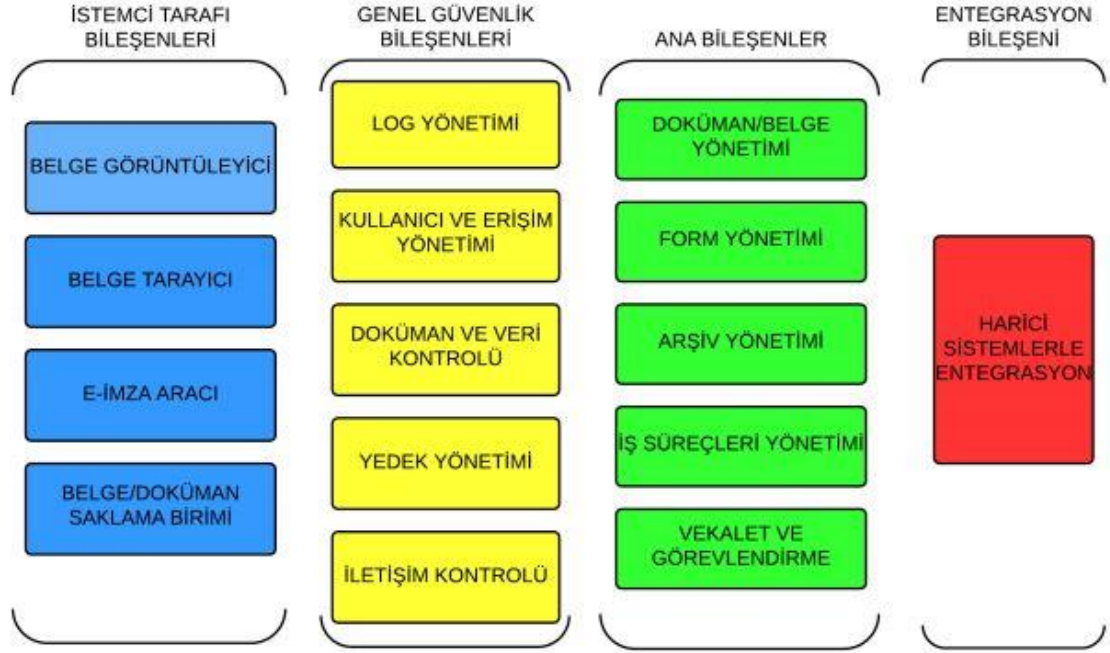 İSTEMCİ TARAFI
BİLEŞENLERİ
BELGE GÖRÜNTÜLEYİCİ
BELGE TARAYICI
E-İMZA ARACI
BELGE/DOKÜMAN
SAKLAMA BİRİMİ
GENEL GÜVENLİK
BİLEŞENLERİ
LOG YÖNETİMİ
KULLANICI VE ERİŞİM
YÖNETİMİ
DOKÜMAN VE VERİ
KONTROLÜ
YEDEK YÖNETİMİ
İLETİŞİM KONTROLÜ
ANA BİLEŞENLER
DOKÜMAN/BELGE
YÖNETİMİ
FORM YÖNETİMİ
ARŞİV YÖNETİMİ
İŞ SÜREÇLERİ YÖNETİMİ
VEKALET VE
GÖREVLENDİRME
ENTEGRASYON
BİLEŞENİ
HARİCİ
SİSTEMLERLE
ENTEGRASYON